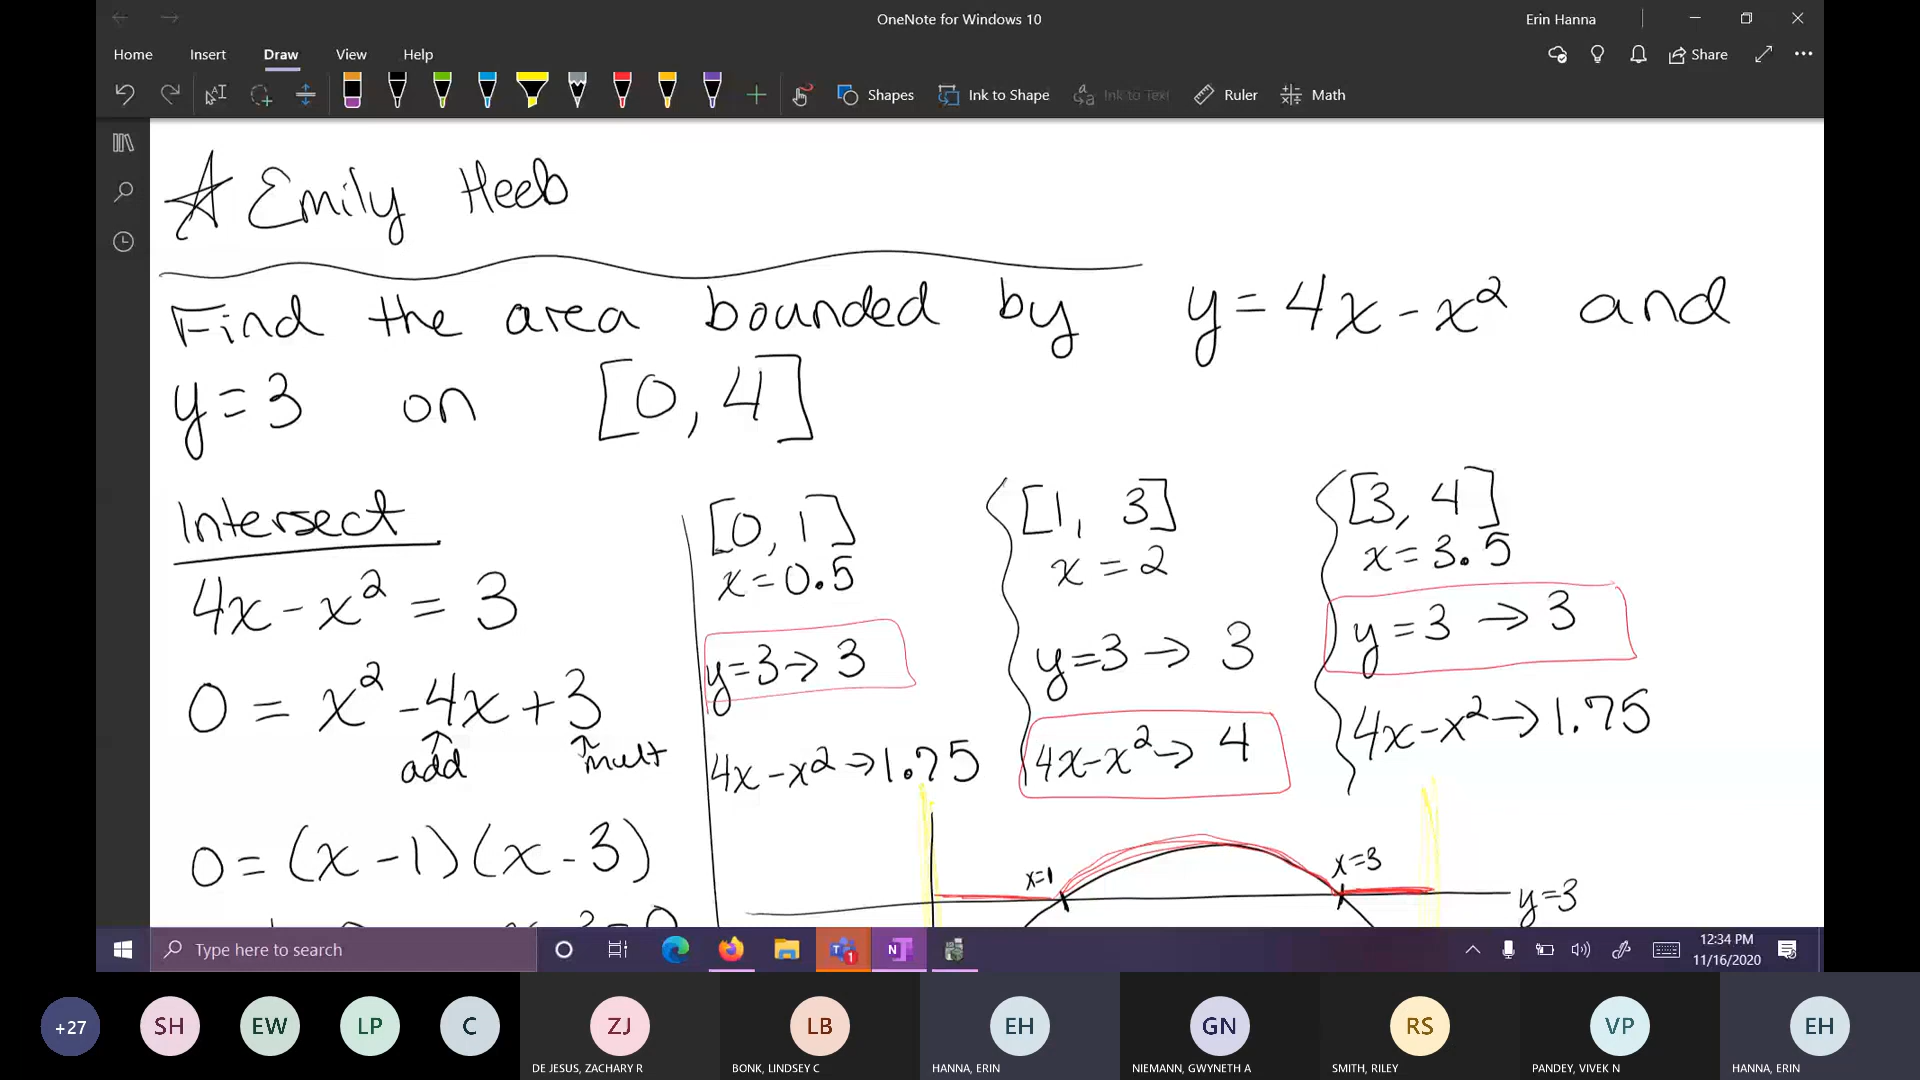 OneNote for Windows 10
Erin Hanna
Home Insert Draw View Help
Share
Shapes Ink to Shape Ink to Text Ruler Math
☆ Emily Heeb
Find the area bounded by y = 4x - x² and
y = 3 on [0, 4]
Intersect
4x - x² = 3
0 = x² - 4x + 3
↑ add ↑ mult
0 = (x - 1)(x - 3)
[0, 1]
x = 0.5
y = 3 → 3
4x - x² → 1.75
[1, 3]
x = 2
y = 3 → 3
4x - x² → 4
[3, 4]
x = 3.5
y = 3 → 3
4x - x² → 1.75
x=1
x=3
y=3
Type here to search
1
12:34 PM
11/16/2020
+27
SH
EW
LP
C
ZJ
DE JESUS, ZACHARY R
LB
BONK, LINDSEY C
EH
HANNA, ERIN
GN
NIEMANN, GWYNETH A
RS
SMITH, RILEY
VP
PANDEY, VIVEK N
EH
HANNA, ERIN